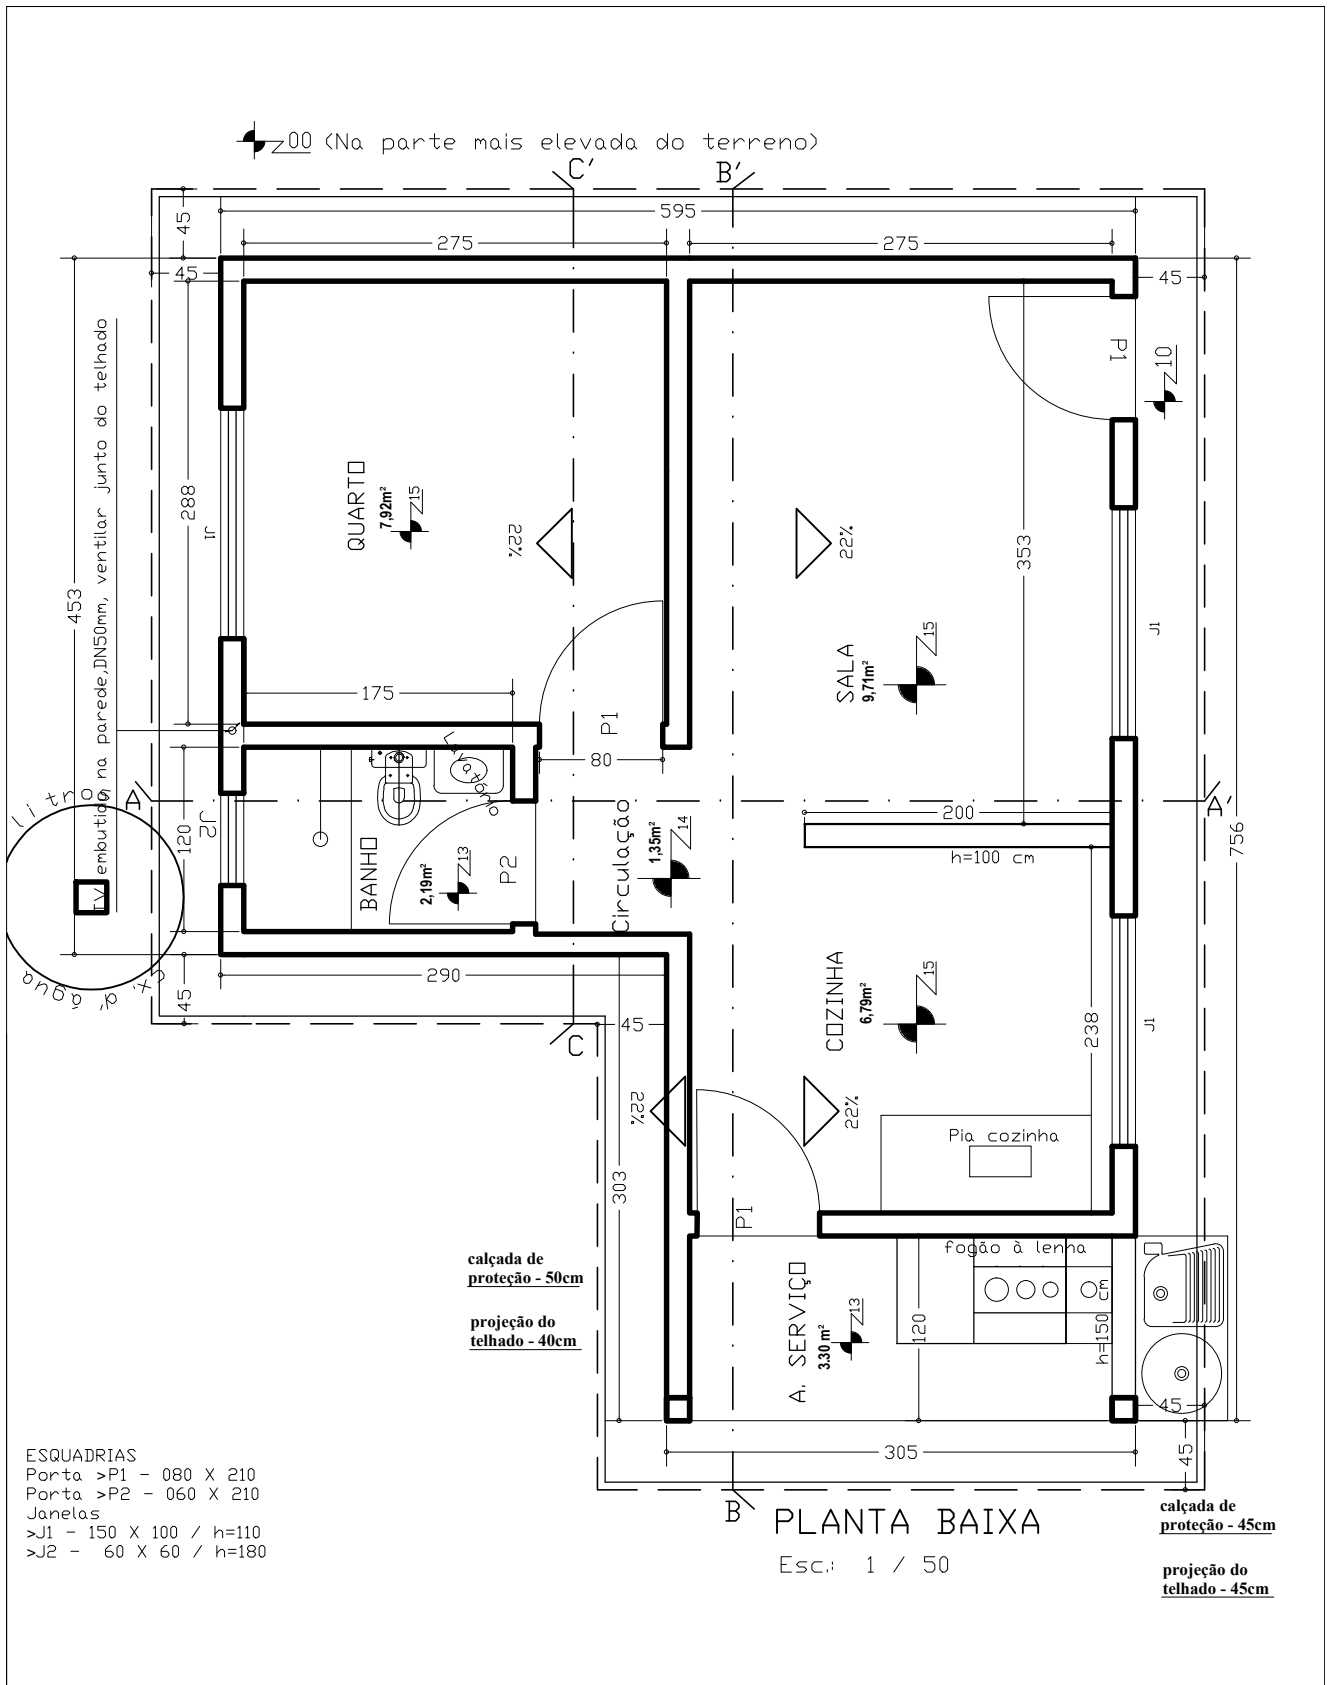 00 (Na parte mais elevada do terreno)
C'
B'
595
45
275
275
45
45
P1
10
TV embutida na parede,DN50mm, ventilar junto do telhado
288
J1
453
QUARTO
7,92m²
15
22%
22%
353
SALA
9,71m²
15
J1
175
P1
80
Lavatório
litros
A
J2
120
BANHO
2,19m²
13
P2
Circulação
1,35m²
14
200
h=100 cm
A'
756
cx. d'água
290
45
45
C
COZINHA
6,79m²
15
238
J1
22%
22%
Pia cozinha
303
P1
calçada de
proteção - 50cm
projeção do
telhado - 40cm
fogão à lenha
A. SERVIÇO
3.30 m²
13
120
h=150 cm
45
305
45
ESQUADRIAS
Porta >P1 - 080 X 210
Porta >P2 - 060 X 210
Janelas
>J1 - 150 X 100 / h=110
>J2 - 60 X 60 / h=180
B
PLANTA BAIXA
Esc.: 1 / 50
calçada de
proteção - 45cm
projeção do
telhado - 45cm